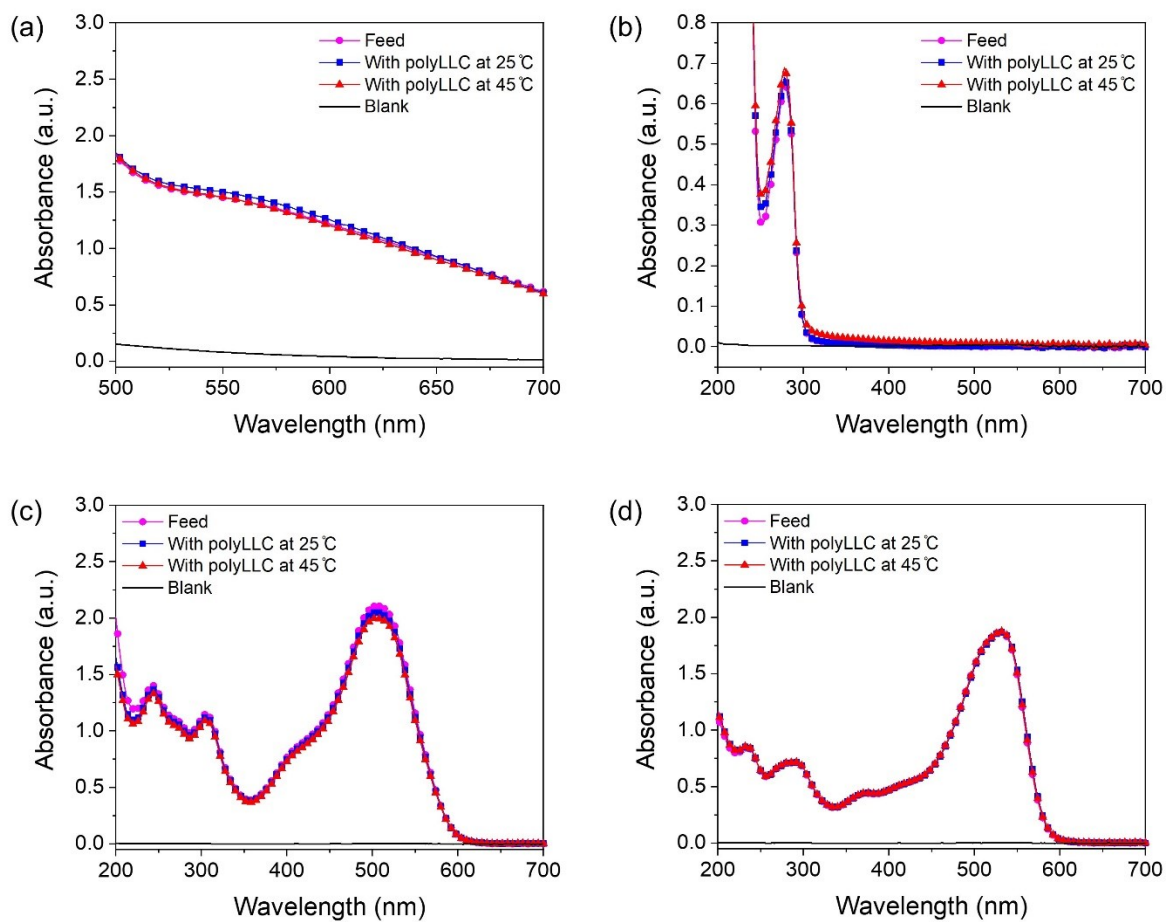 (a)
3.0
2.5
2.0
1.5
1.0
0.5
0.0
Absorbance (a.u.)
Feed
With polyLLC at 25℃
With polyLLC at 45℃
Blank
500 550 600 650 700
Wavelength (nm)
(b)
0.8
0.7
0.6
0.5
0.4
0.3
0.2
0.1
0.0
Absorbance (a.u.)
Feed
With polyLLC at 25℃
With polyLLC at 45℃
Blank
200 300 400 500 600 700
Wavelength (nm)
(c)
3.0
2.5
2.0
1.5
1.0
0.5
0.0
Absorbance (a.u.)
Feed
With polyLLC at 25℃
With polyLLC at 45℃
Blank
200 300 400 500 600 700
Wavelength (nm)
(d)
3.0
2.5
2.0
1.5
1.0
0.5
0.0
Absorbance (a.u.)
Feed
With polyLLC at 25℃
With polyLLC at 45℃
Blank
200 300 400 500 600 700
Wavelength (nm)